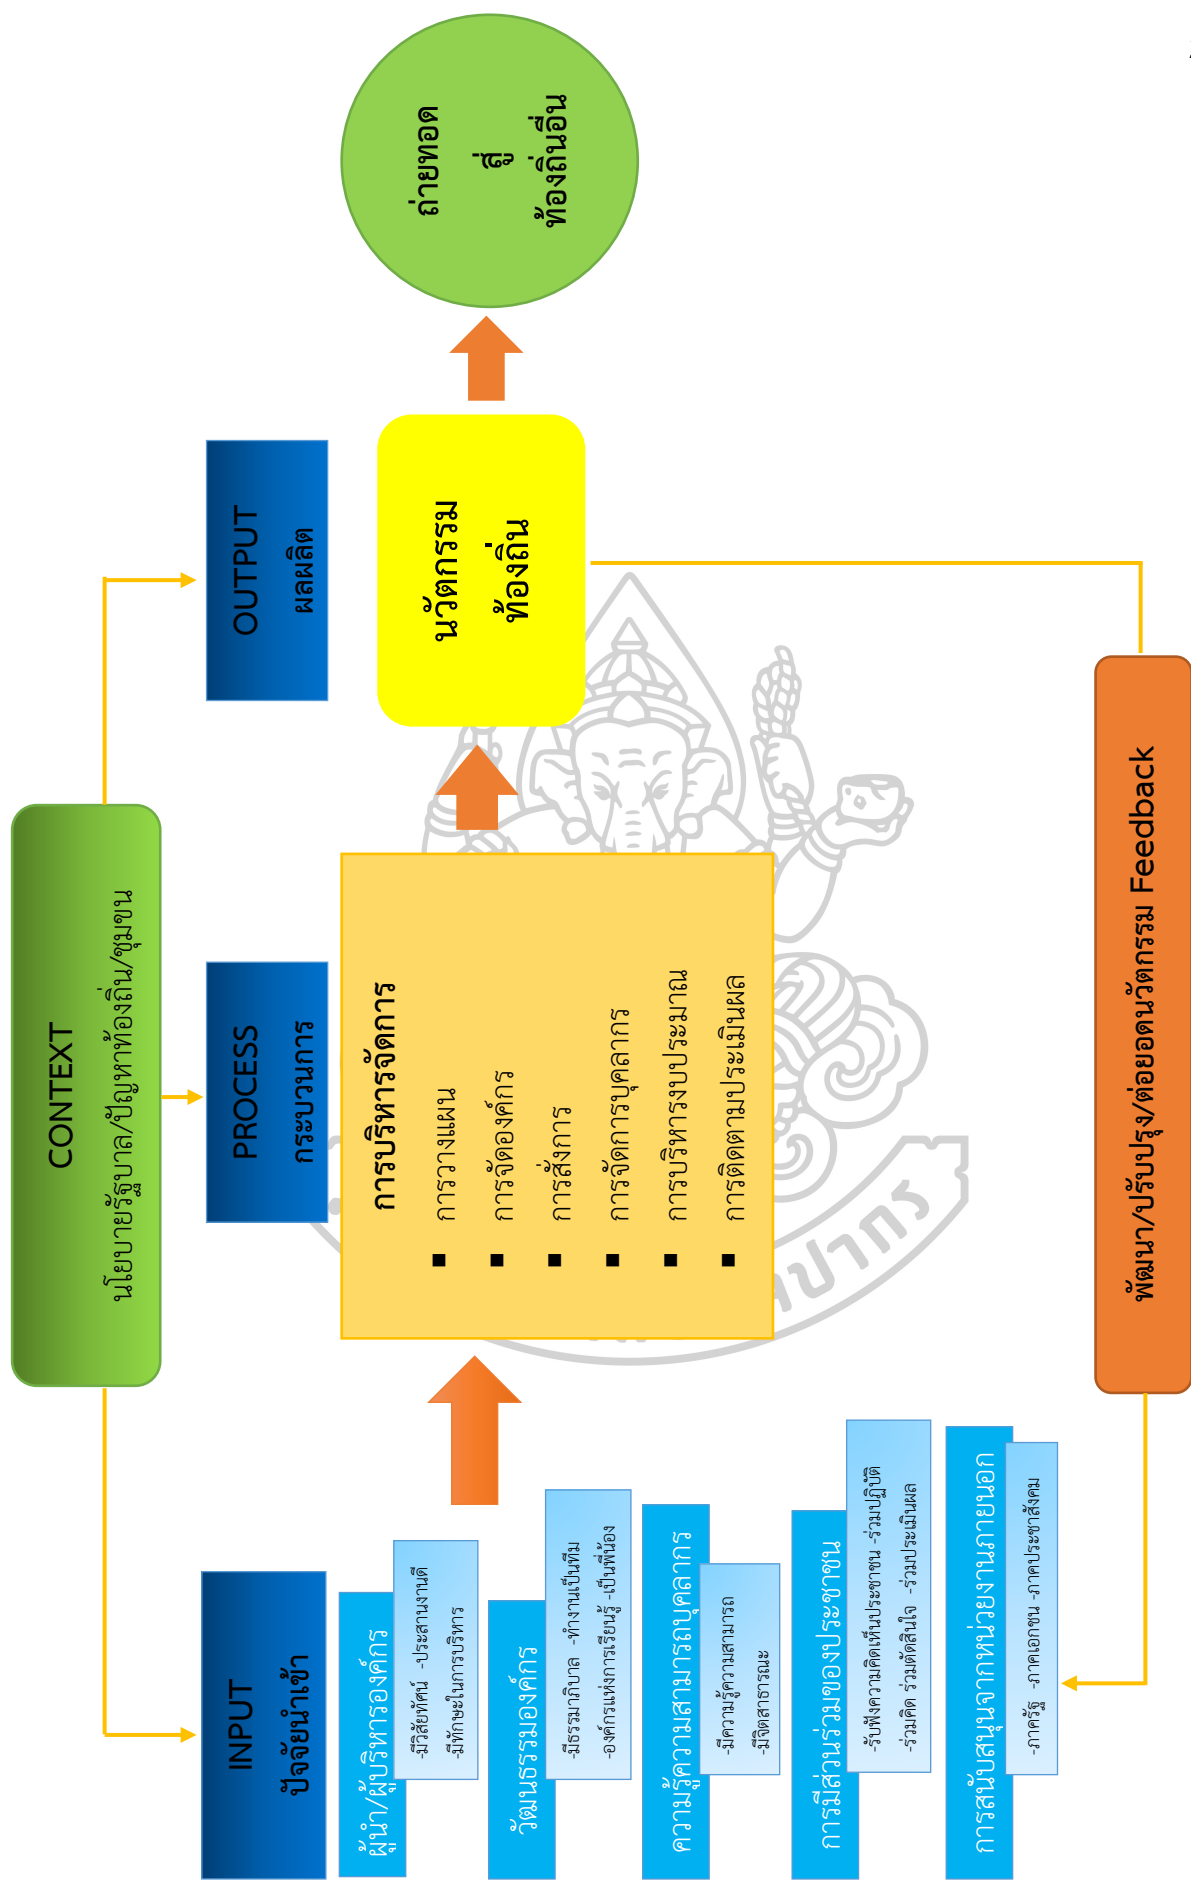 CONTEXT
นโยบายรัฐบาล/ปัญหาท้องถิ่น/ชุมขน
INPUT
ปัจจัยนำเข้า
PROCESS
กระบวนการ
OUTPUT
ผลผลิต
ผู้นำ/ผู้บริหารองค์กร
-มีวิสัยทัศน์ -ประสานงานดี
-มีทักษะในการบริหาร
วัฒนธรรมองค์กร
-มีธรรมาภิบาล -ทำงานเป็นทีม
-องค์กรแห่งการเรียนรู้ -เป็นพี่น้อง
ความรู้ความสามารถบุคลากร
-มีความรู้ความสามารถ
-มีจิตสาธารณะ
การมีส่วนร่วมของประชาชน
-รับฟังความคิดเห็นประชาชน -ร่วมปฏิบัติ
-ร่วมคิด ร่วมตัดสินใจ -ร่วมประเมินผล
การสนับสนุนจากหน่วยงานภายนอก
-ภาครัฐ -ภาคเอกชน -ภาคประชาสังคม
การบริหารจัดการ
▪ การวางแผน
▪ การจัดองค์กร
▪ การสั่งการ
▪ การจัดการบุคลากร
▪ การบริหารงบประมาณ
▪ การติดตามประเมินผล
นวัตกรรม
ท้องถิ่น
ถ่ายทอด
สู่
ท้องถิ่นอื่น
พัฒนา/ปรับปรุง/ต่อยอดนวัตกรรม Feedback